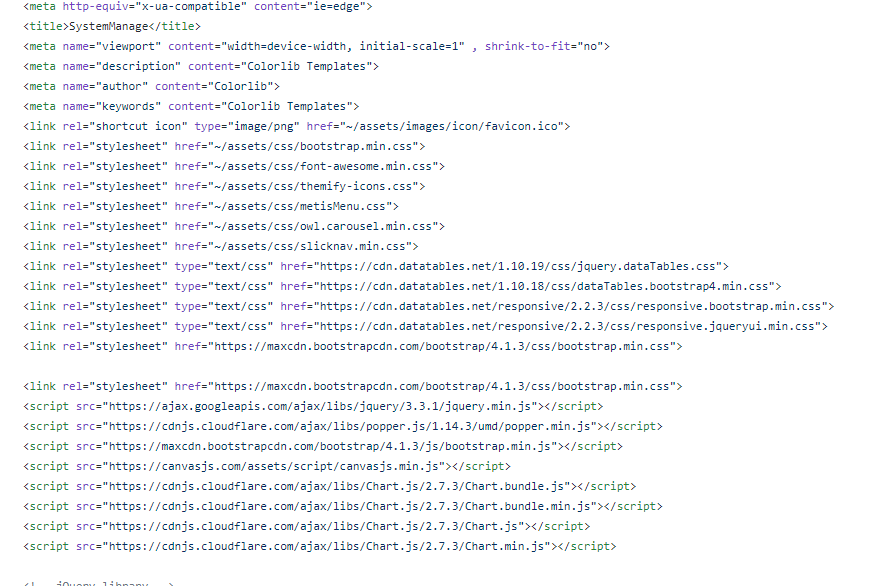 <meta http-equiv="x-ua-compatible" content="ie=edge">
<title>SystemManage</title>
<meta name="viewport" content="width=device-width, initial-scale=1" , shrink-to-fit="no">
<meta name="description" content="Colorlib Templates">
<meta name="author" content="Colorlib">
<meta name="keywords" content="Colorlib Templates">
<link rel="shortcut icon" type="image/png" href="~/assets/images/icon/favicon.ico">
<link rel="stylesheet" href="~/assets/css/bootstrap.min.css">
<link rel="stylesheet" href="~/assets/css/font-awesome.min.css">
<link rel="stylesheet" href="~/assets/css/themify-icons.css">
<link rel="stylesheet" href="~/assets/css/metisMenu.css">
<link rel="stylesheet" href="~/assets/css/owl.carousel.min.css">
<link rel="stylesheet" href="~/assets/css/slicknav.min.css">
<link rel="stylesheet" type="text/css" href="https://cdn.datatables.net/1.10.19/css/jquery.dataTables.css">
<link rel="stylesheet" type="text/css" href="https://cdn.datatables.net/1.10.18/css/dataTables.bootstrap4.min.css">
<link rel="stylesheet" type="text/css" href="https://cdn.datatables.net/responsive/2.2.3/css/responsive.bootstrap.min.css">
<link rel="stylesheet" type="text/css" href="https://cdn.datatables.net/responsive/2.2.3/css/responsive.jqueryui.min.css">
<link rel="stylesheet" href="https://maxcdn.bootstrapcdn.com/bootstrap/4.1.3/css/bootstrap.min.css">
<link rel="stylesheet" href="https://maxcdn.bootstrapcdn.com/bootstrap/4.1.3/css/bootstrap.min.css">
<script src="https://ajax.googleapis.com/ajax/libs/jquery/3.3.1/jquery.min.js"></script>
<script src="https://cdnjs.cloudflare.com/ajax/libs/popper.js/1.14.3/umd/popper.min.js"></script>
<script src="https://maxcdn.bootstrapcdn.com/bootstrap/4.1.3/js/bootstrap.min.js"></script>
<script src="https://canvasjs.com/assets/script/canvasjs.min.js"></script>
<script src="https://cdnjs.cloudflare.com/ajax/libs/Chart.js/2.7.3/Chart.bundle.js"></script>
<script src="https://cdnjs.cloudflare.com/ajax/libs/Chart.js/2.7.3/Chart.bundle.min.js"></script>
<script src="https://cdnjs.cloudflare.com/ajax/libs/Chart.js/2.7.3/Chart.js"></script>
<script src="https://cdnjs.cloudflare.com/ajax/libs/Chart.js/2.7.3/Chart.min.js"></script>
jQuery library